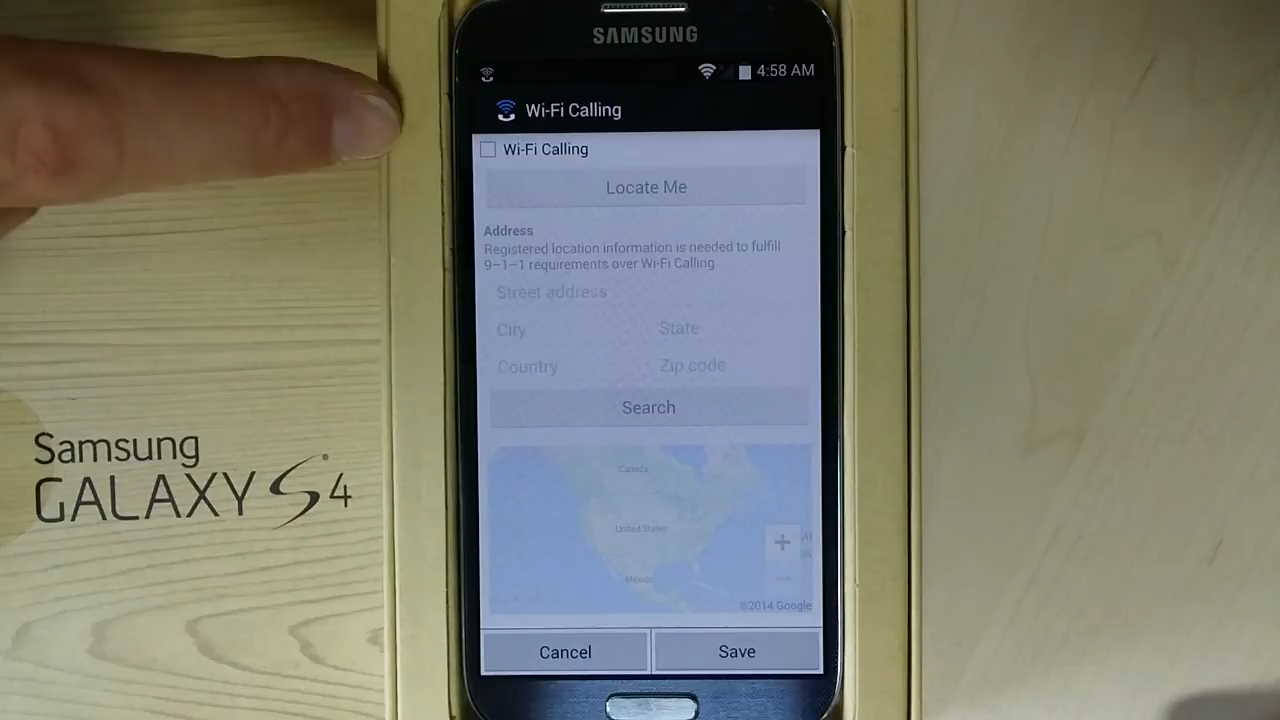 SAMSUNG
4:58 AM
Wi-Fi Calling
Wi-Fi Calling
Locate Me
Address
Registered location information is needed to fulfill
9-1-1 requirements over Wi-Fi Calling
Street address
City State
Country Zip code
Search
Canada
United States
Mexico
©2014 Google
Cancel Save
Samsung
GALAXY S4